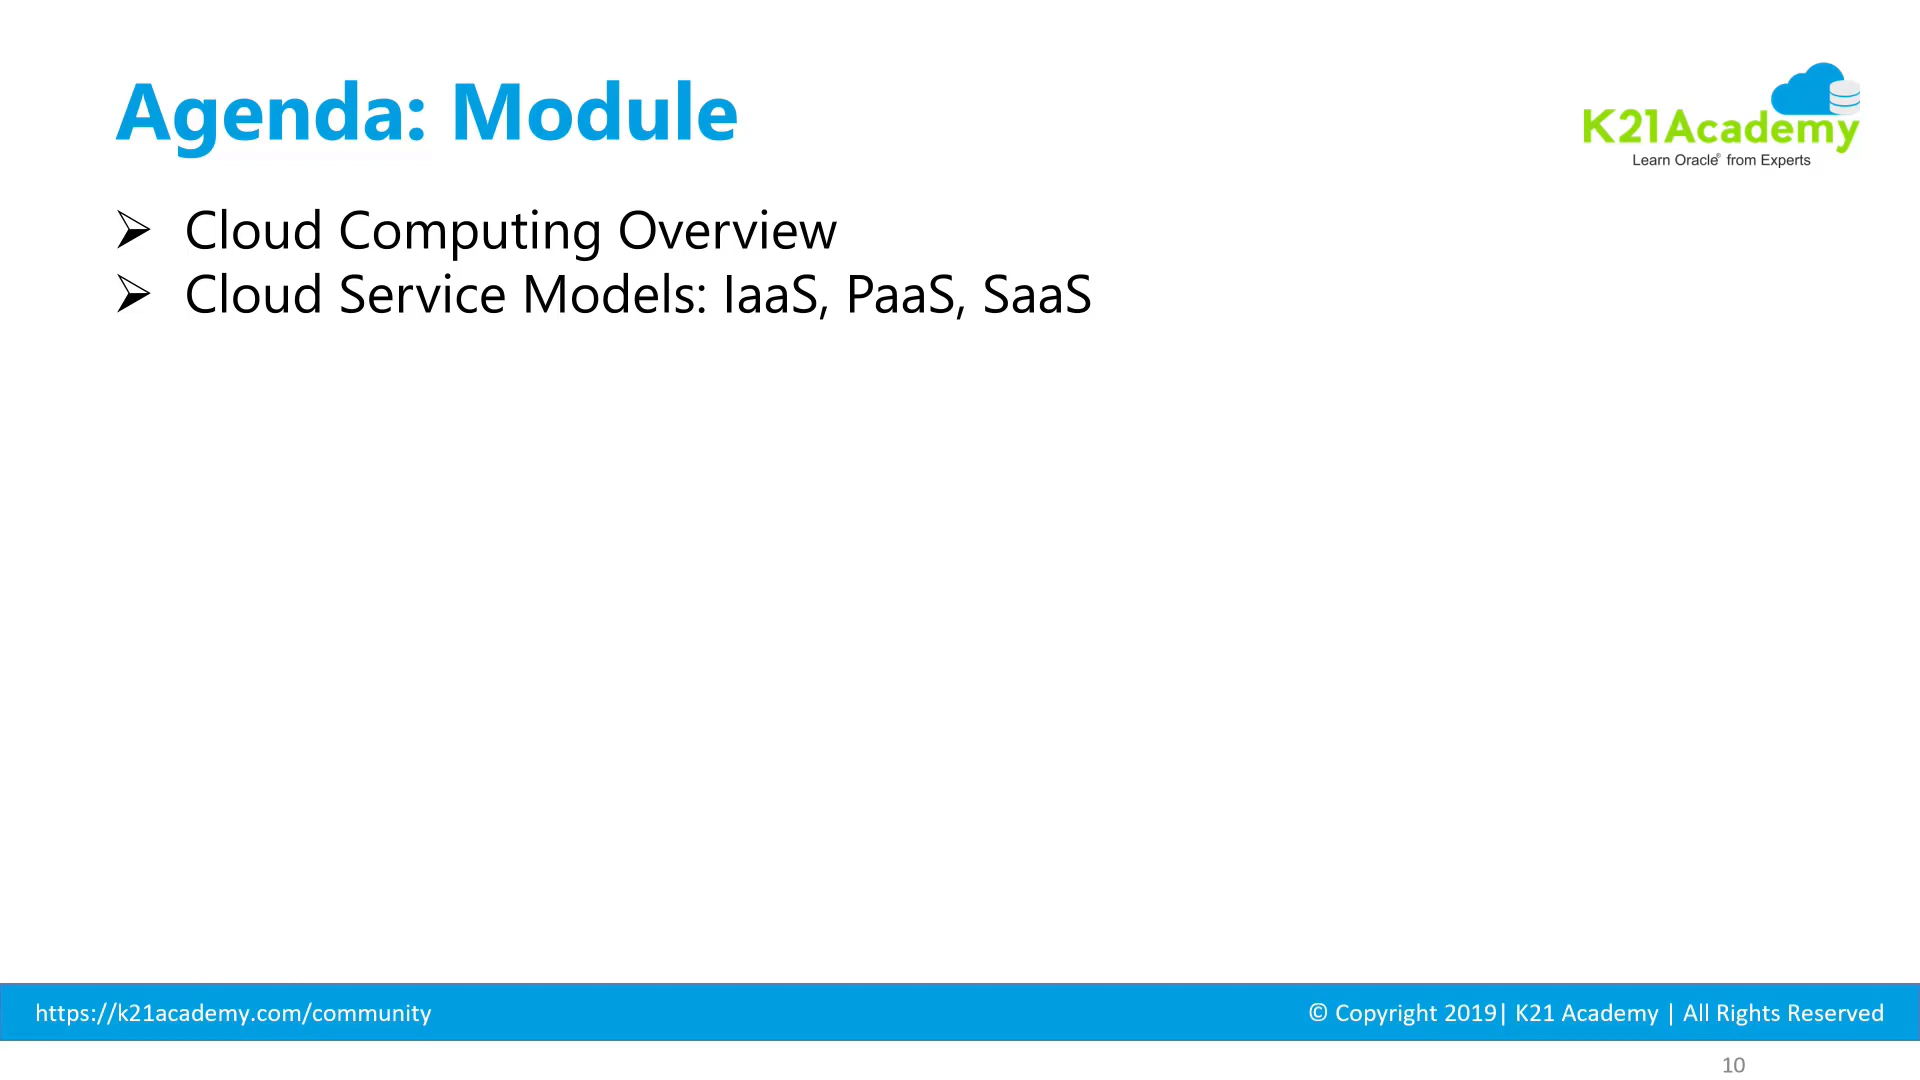 Agenda: Module
K21Academy
Learn Oracle® from Experts
➢ Cloud Computing Overview
➢ Cloud Service Models: IaaS, PaaS, SaaS
https://k21academy.com/community
© Copyright 2019| K21 Academy | All Rights Reserved
10